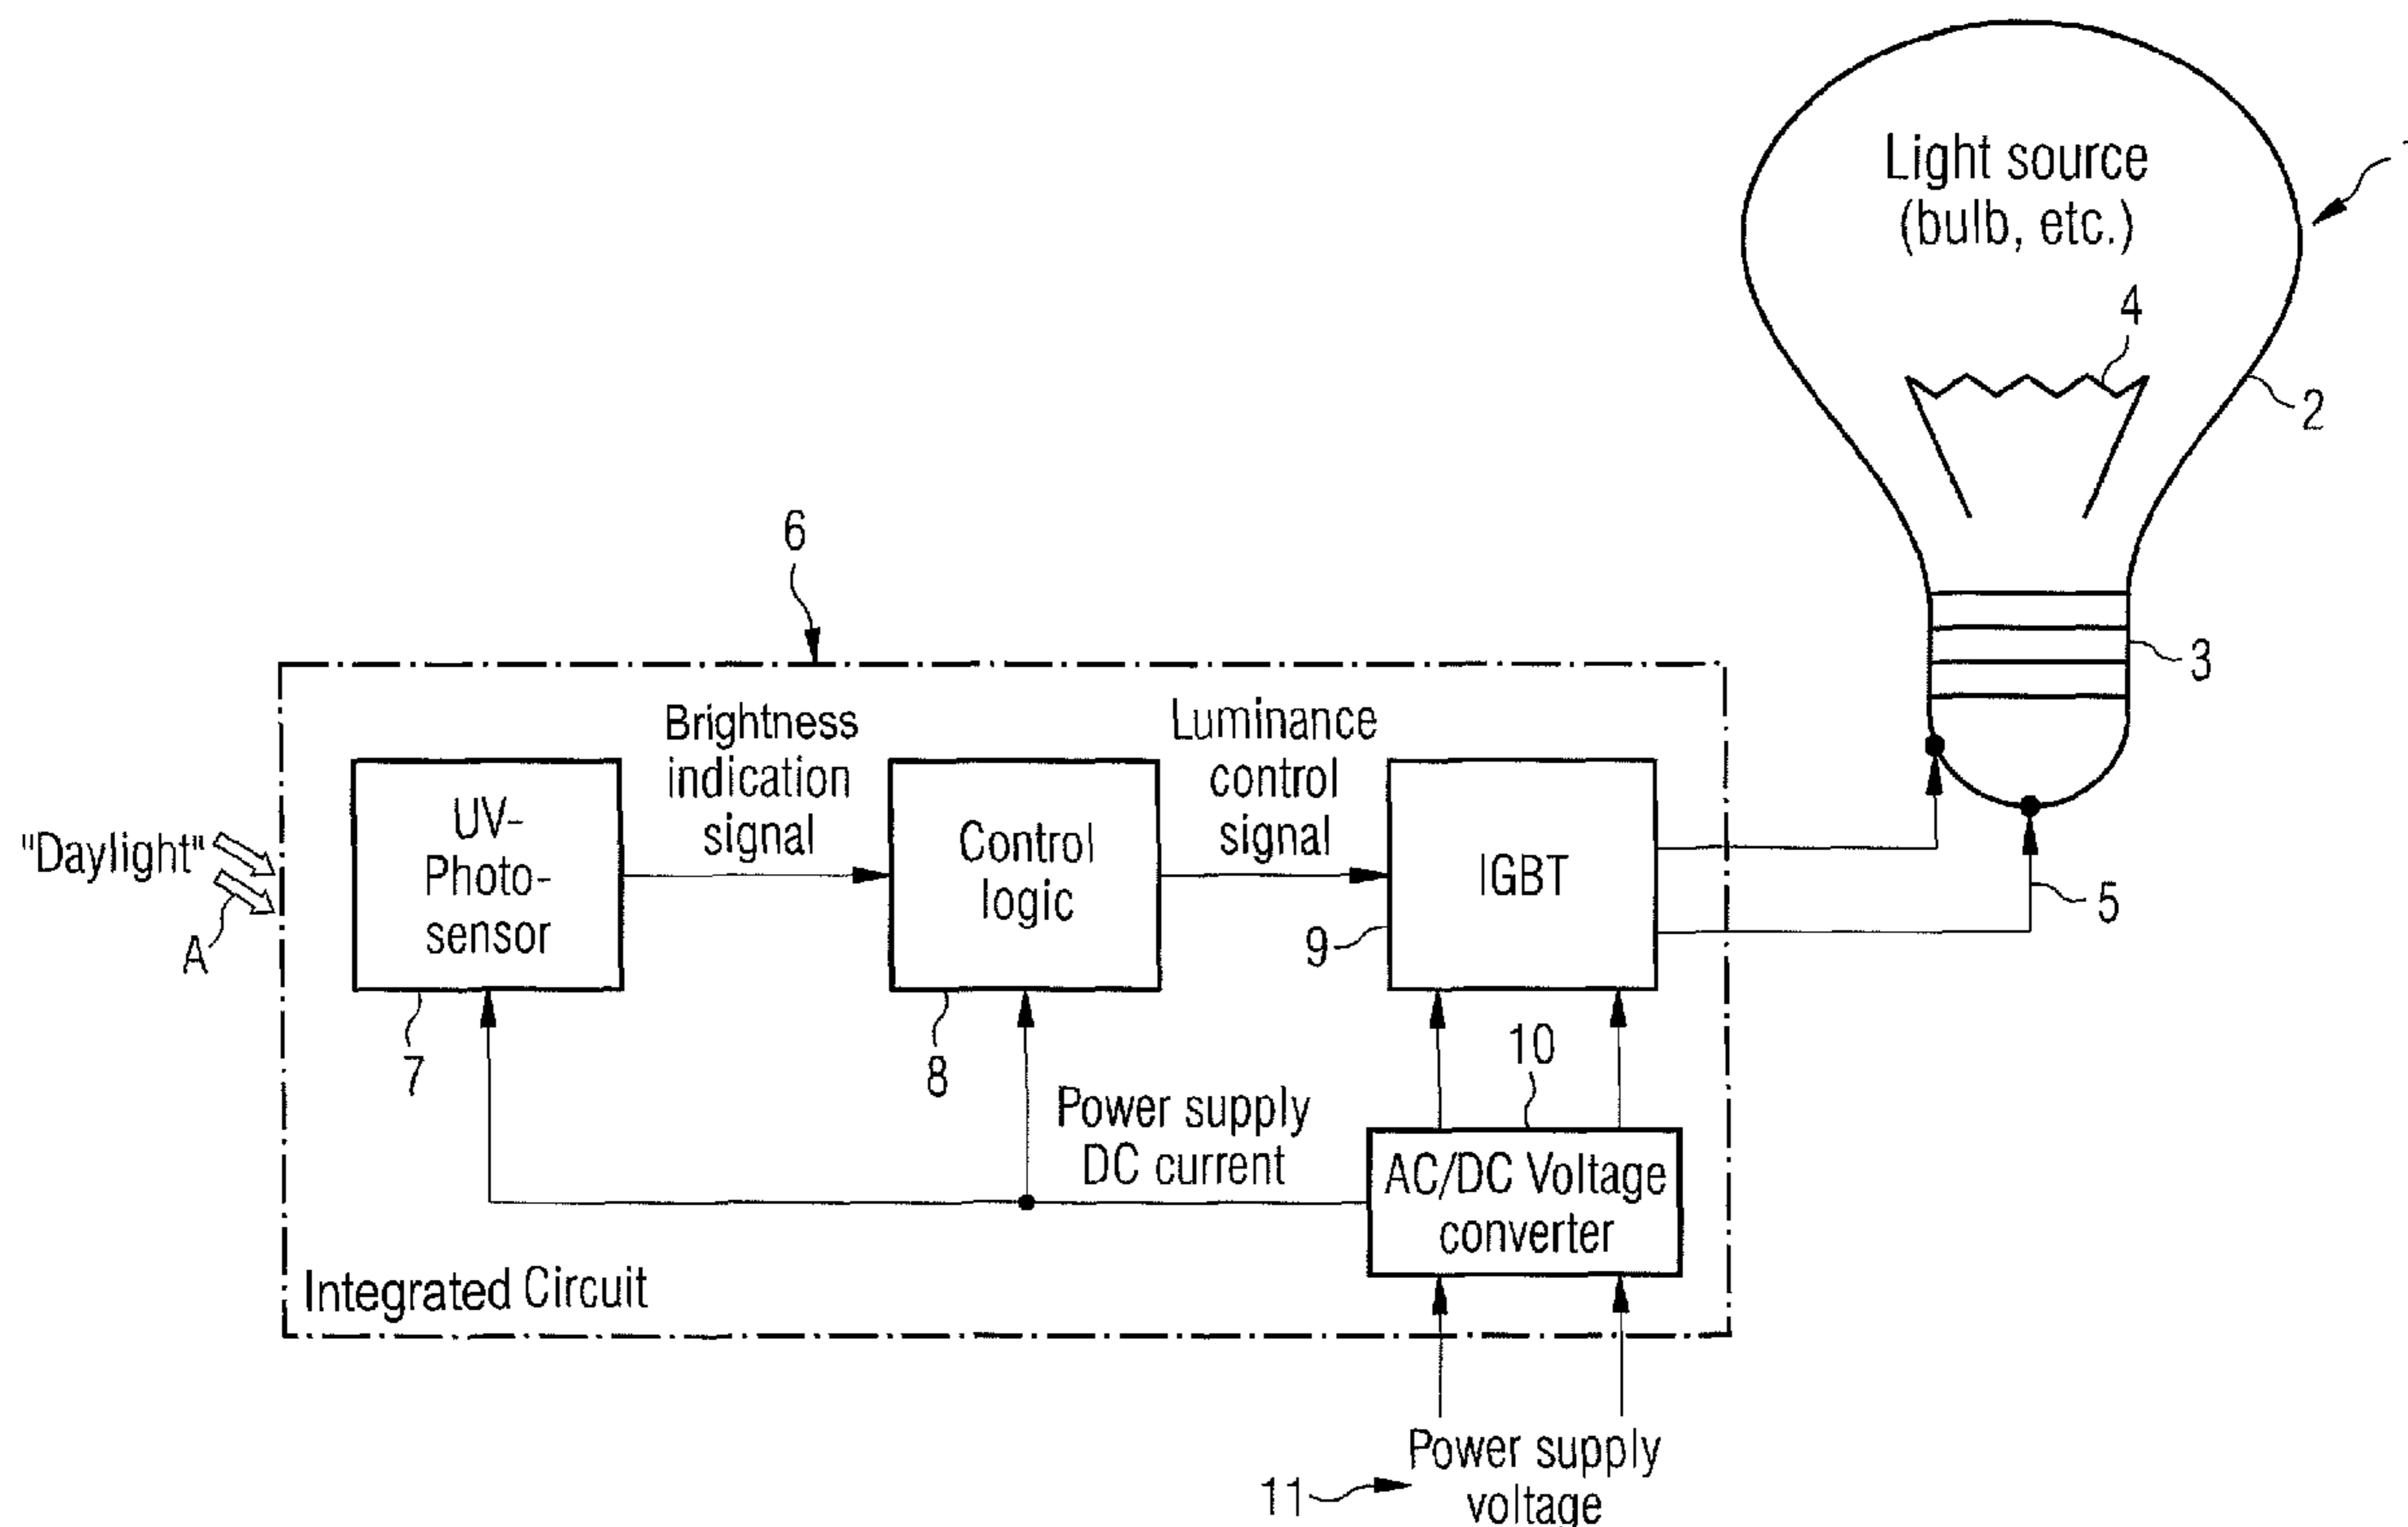 Light source
(bulb, etc.)
4
2
3
6
Brightness
indication
signal
Luminance
control
signal
UV-
Photo-
sensor
Control
logic
IGBT
"Daylight"
A
9
5
7
8
10
Power supply
DC current
AC/DC Voltage
converter
Integrated Circuit
Power supply
voltage
11